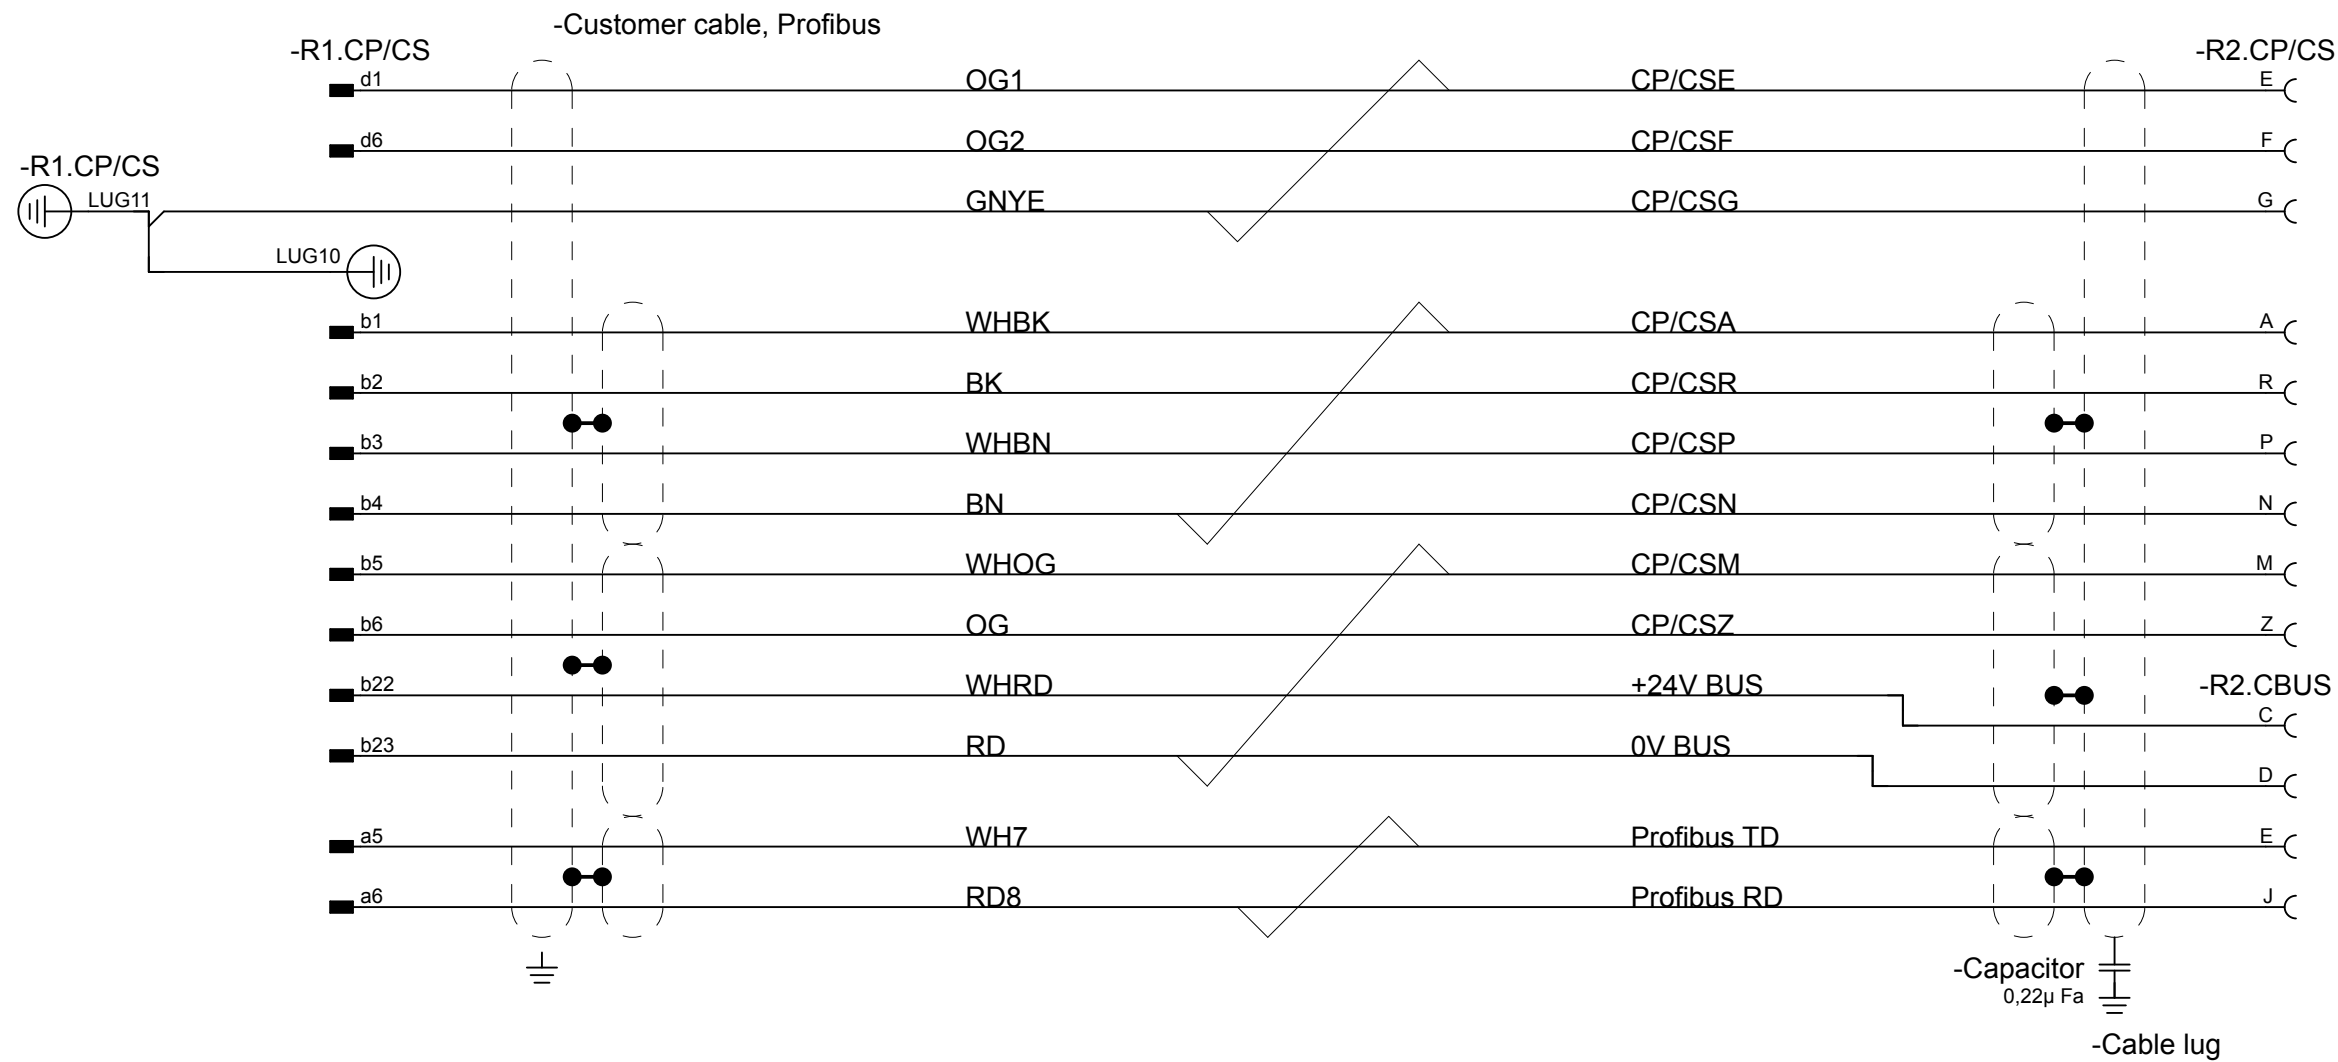 -Customer cable, Profibus
-R1.CP/CS -R2.CP/CS
d1 OG1 CP/CSE E
d6 OG2 CP/CSF F
-R1.CP/CS
LUG11 GNYE CP/CSG G
LUG10
b1 WHBK CP/CSA A
b2 BK CP/CSR R
b3 WHBN CP/CSP P
b4 BN CP/CSN N
b5 WHOG CP/CSM M
b6 OG CP/CSZ Z
b22 WHRD +24V BUS -R2.CBUS
C
b23 RD 0V BUS
D
a5 WH7 Profibus TD E
a6 RD8 Profibus RD J
-Capacitor
0,22µ Fa
-Cable lug